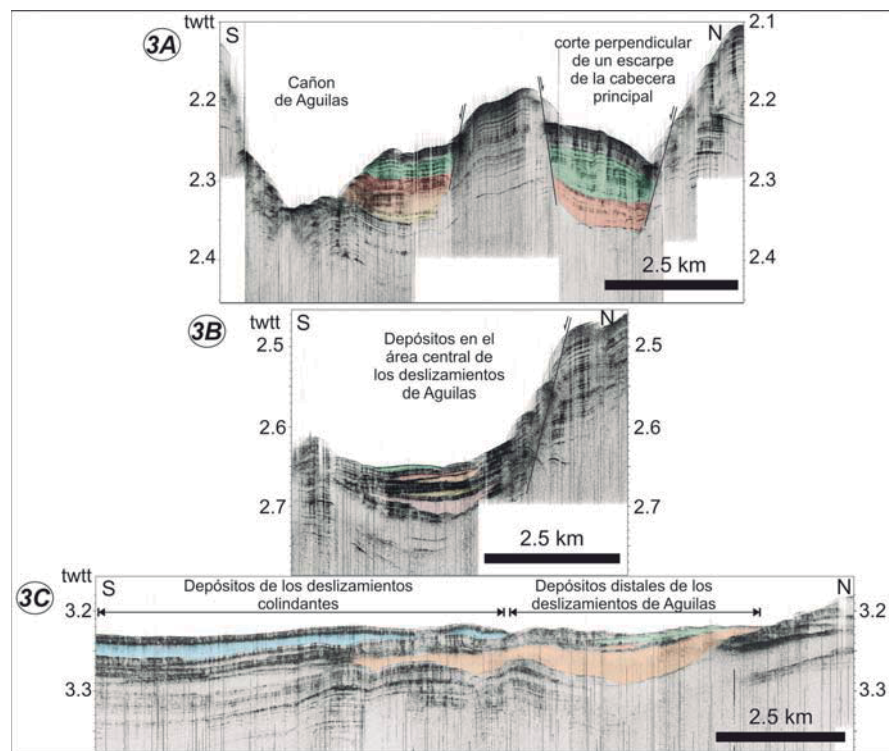 3A
twtt
S
N
2.1
2.2
2.3
2.4
Cañon
de Aguilas
corte perpendicular
de un escarpe
de la cabecera
principal
2.2
2.3
2.4
2.5 km
3B
twtt
S
N
2.5
2.6
2.7
Depósitos en el
área central de
los deslizamientos
de Aguilas
2.5
2.6
2.7
2.5 km
3C
twtt
S
N
Depósitos de los deslizamiento
colindantes
Depósitos distales de los
deslizamientos de Aguilas
3.2
3.3
3.2
3.3
2.5 km